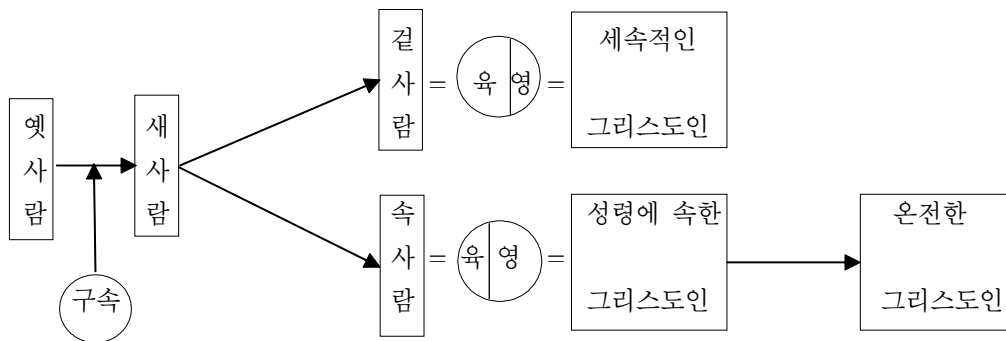 옛사람
구속
새사람
겉사람
=
육 영
=
세속적인
그리스도인
속사람
=
육 영
=
성령에 속한
그리스도인
온전한
그리스도인